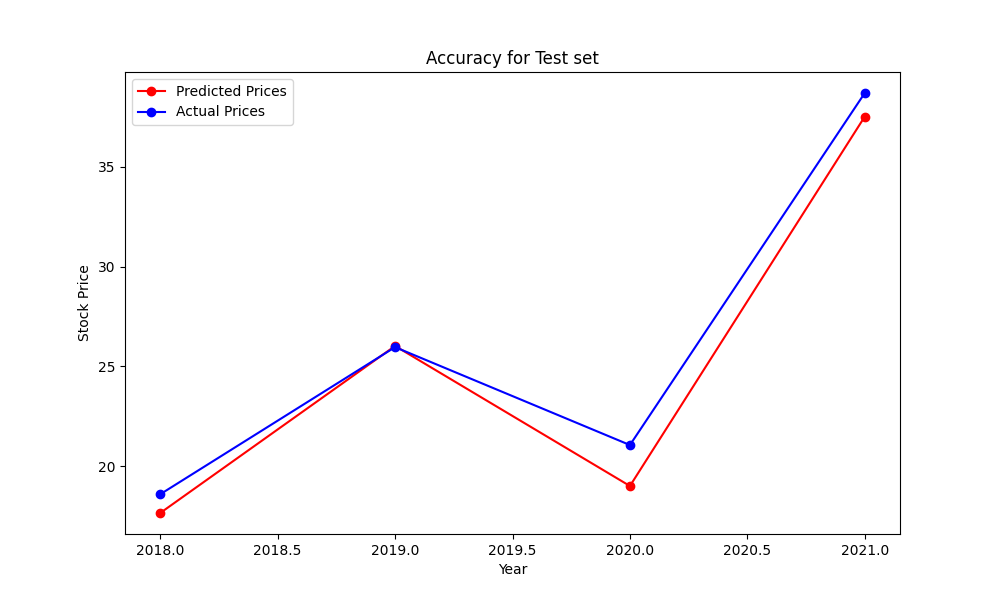 Accuracy for Test set
Predicted Prices
Actual Prices
35
30
25
20
Stock Price
2018.0 2018.5 2019.0 2019.5 2020.0 2020.5 2021.0
Year